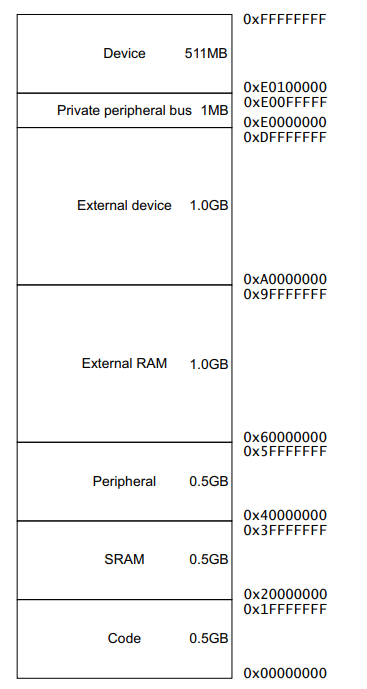 0xFFFFFFFF
Device 511MB
0xE0100000
0xE00FFFFF
Private peripheral bus 1MB
0xE0000000
0xDFFFFFFF
External device 1.0GB
0xA0000000
0x9FFFFFFF
External RAM 1.0GB
0x60000000
0x5FFFFFFF
Peripheral 0.5GB
0x40000000
0x3FFFFFFF
SRAM 0.5GB
0x20000000
0x1FFFFFFF
Code 0.5GB
0x00000000